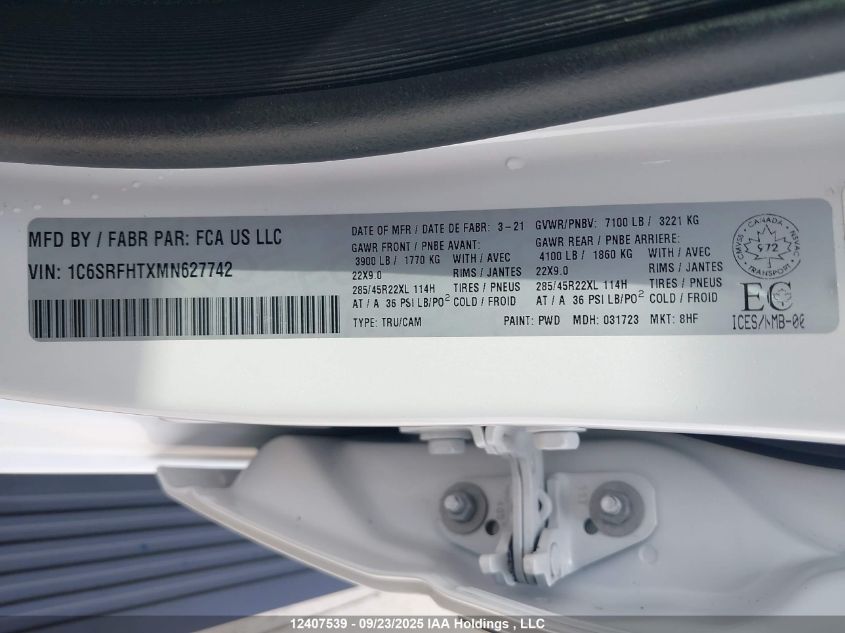 MFD BY / FABR PAR: FCA US LLC
VIN: 1C6SRFHTXMN627742
DATE OF MFR / DATE DE FABR: 3-21
GAWR FRONT / PNBE AVANT:
3900 LB / 1770 KG WITH / AVEC
22X9.0 RIMS / JANTES
285/45R22XL 114H TIRES / PNEUS
AT / A 36 PSI LB/PO² COLD / FROID
TYPE: TRU/CAM
GVWR/PNBV: 7100 LB / 3221 KG
GAWR REAR / PNBE ARRIERE:
4100 LB / 1860 KG WITH / AVEC
22X9.0 RIMS / JANTES
285/45R22XL 114H TIRES / PNEUS
AT / A 36 PSI LB/PO² COLD / FROID
PAINT: PWD MDH: 031723 MKT: 8HF
CANADA
CMVSS NSVAC
972
TRANSPORT
EC
ICES/NMB-00
12407539 - 09/23/2025 IAA Holdings , LLC